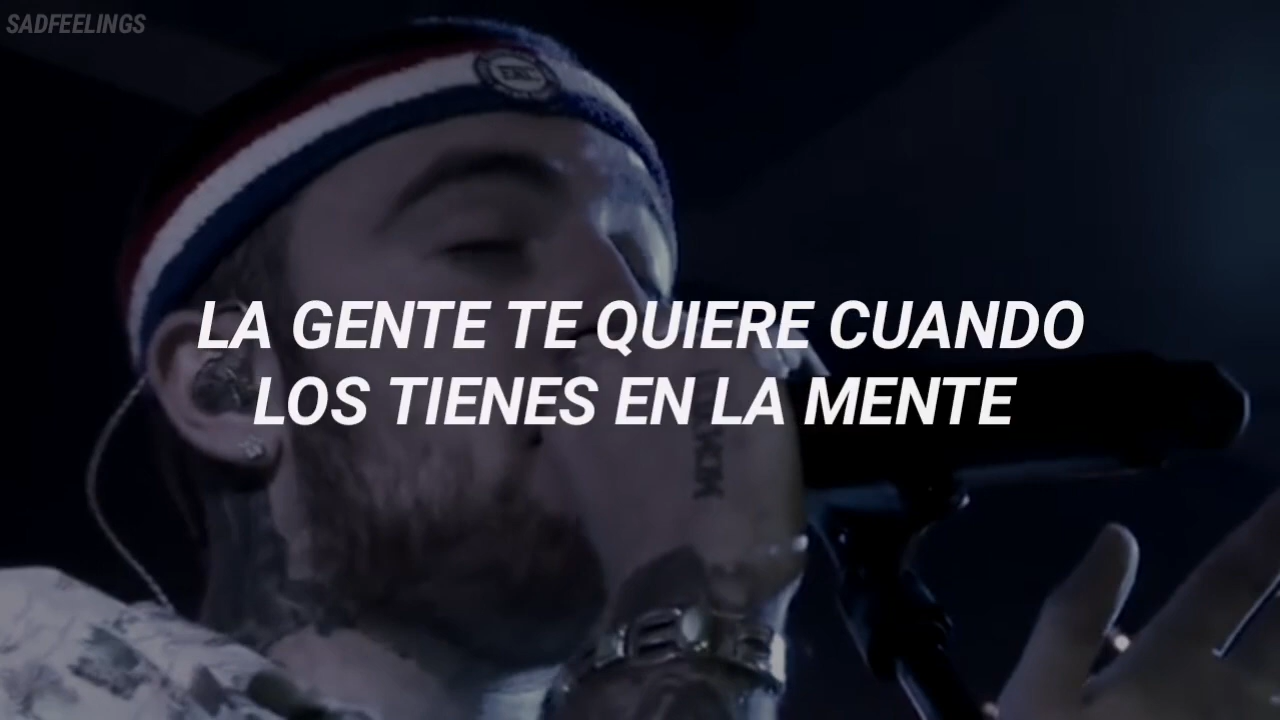 SADFEELINGS
LA GENTE TE QUIERE CUANDO
LOS TIENES EN LA MENTE